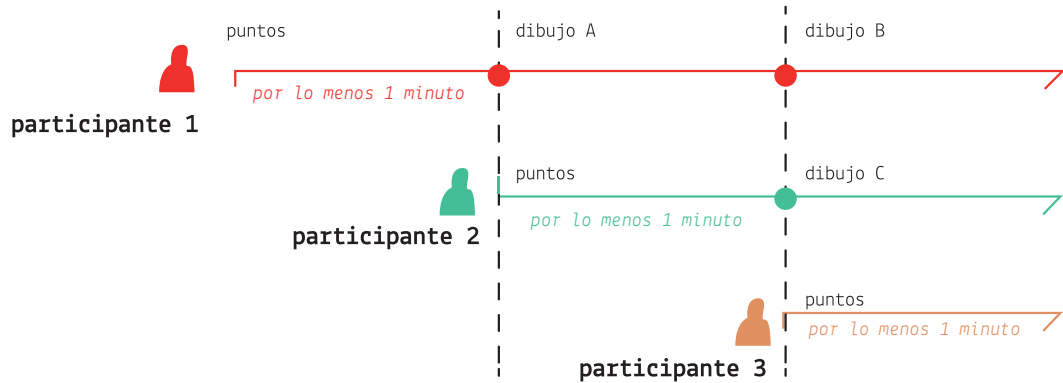 puntos
dibujo A
dibujo B
por lo menos 1 minuto
participante 1
puntos
dibujo C
por lo menos 1 minuto
participante 2
puntos
por lo menos 1 minuto
participante 3